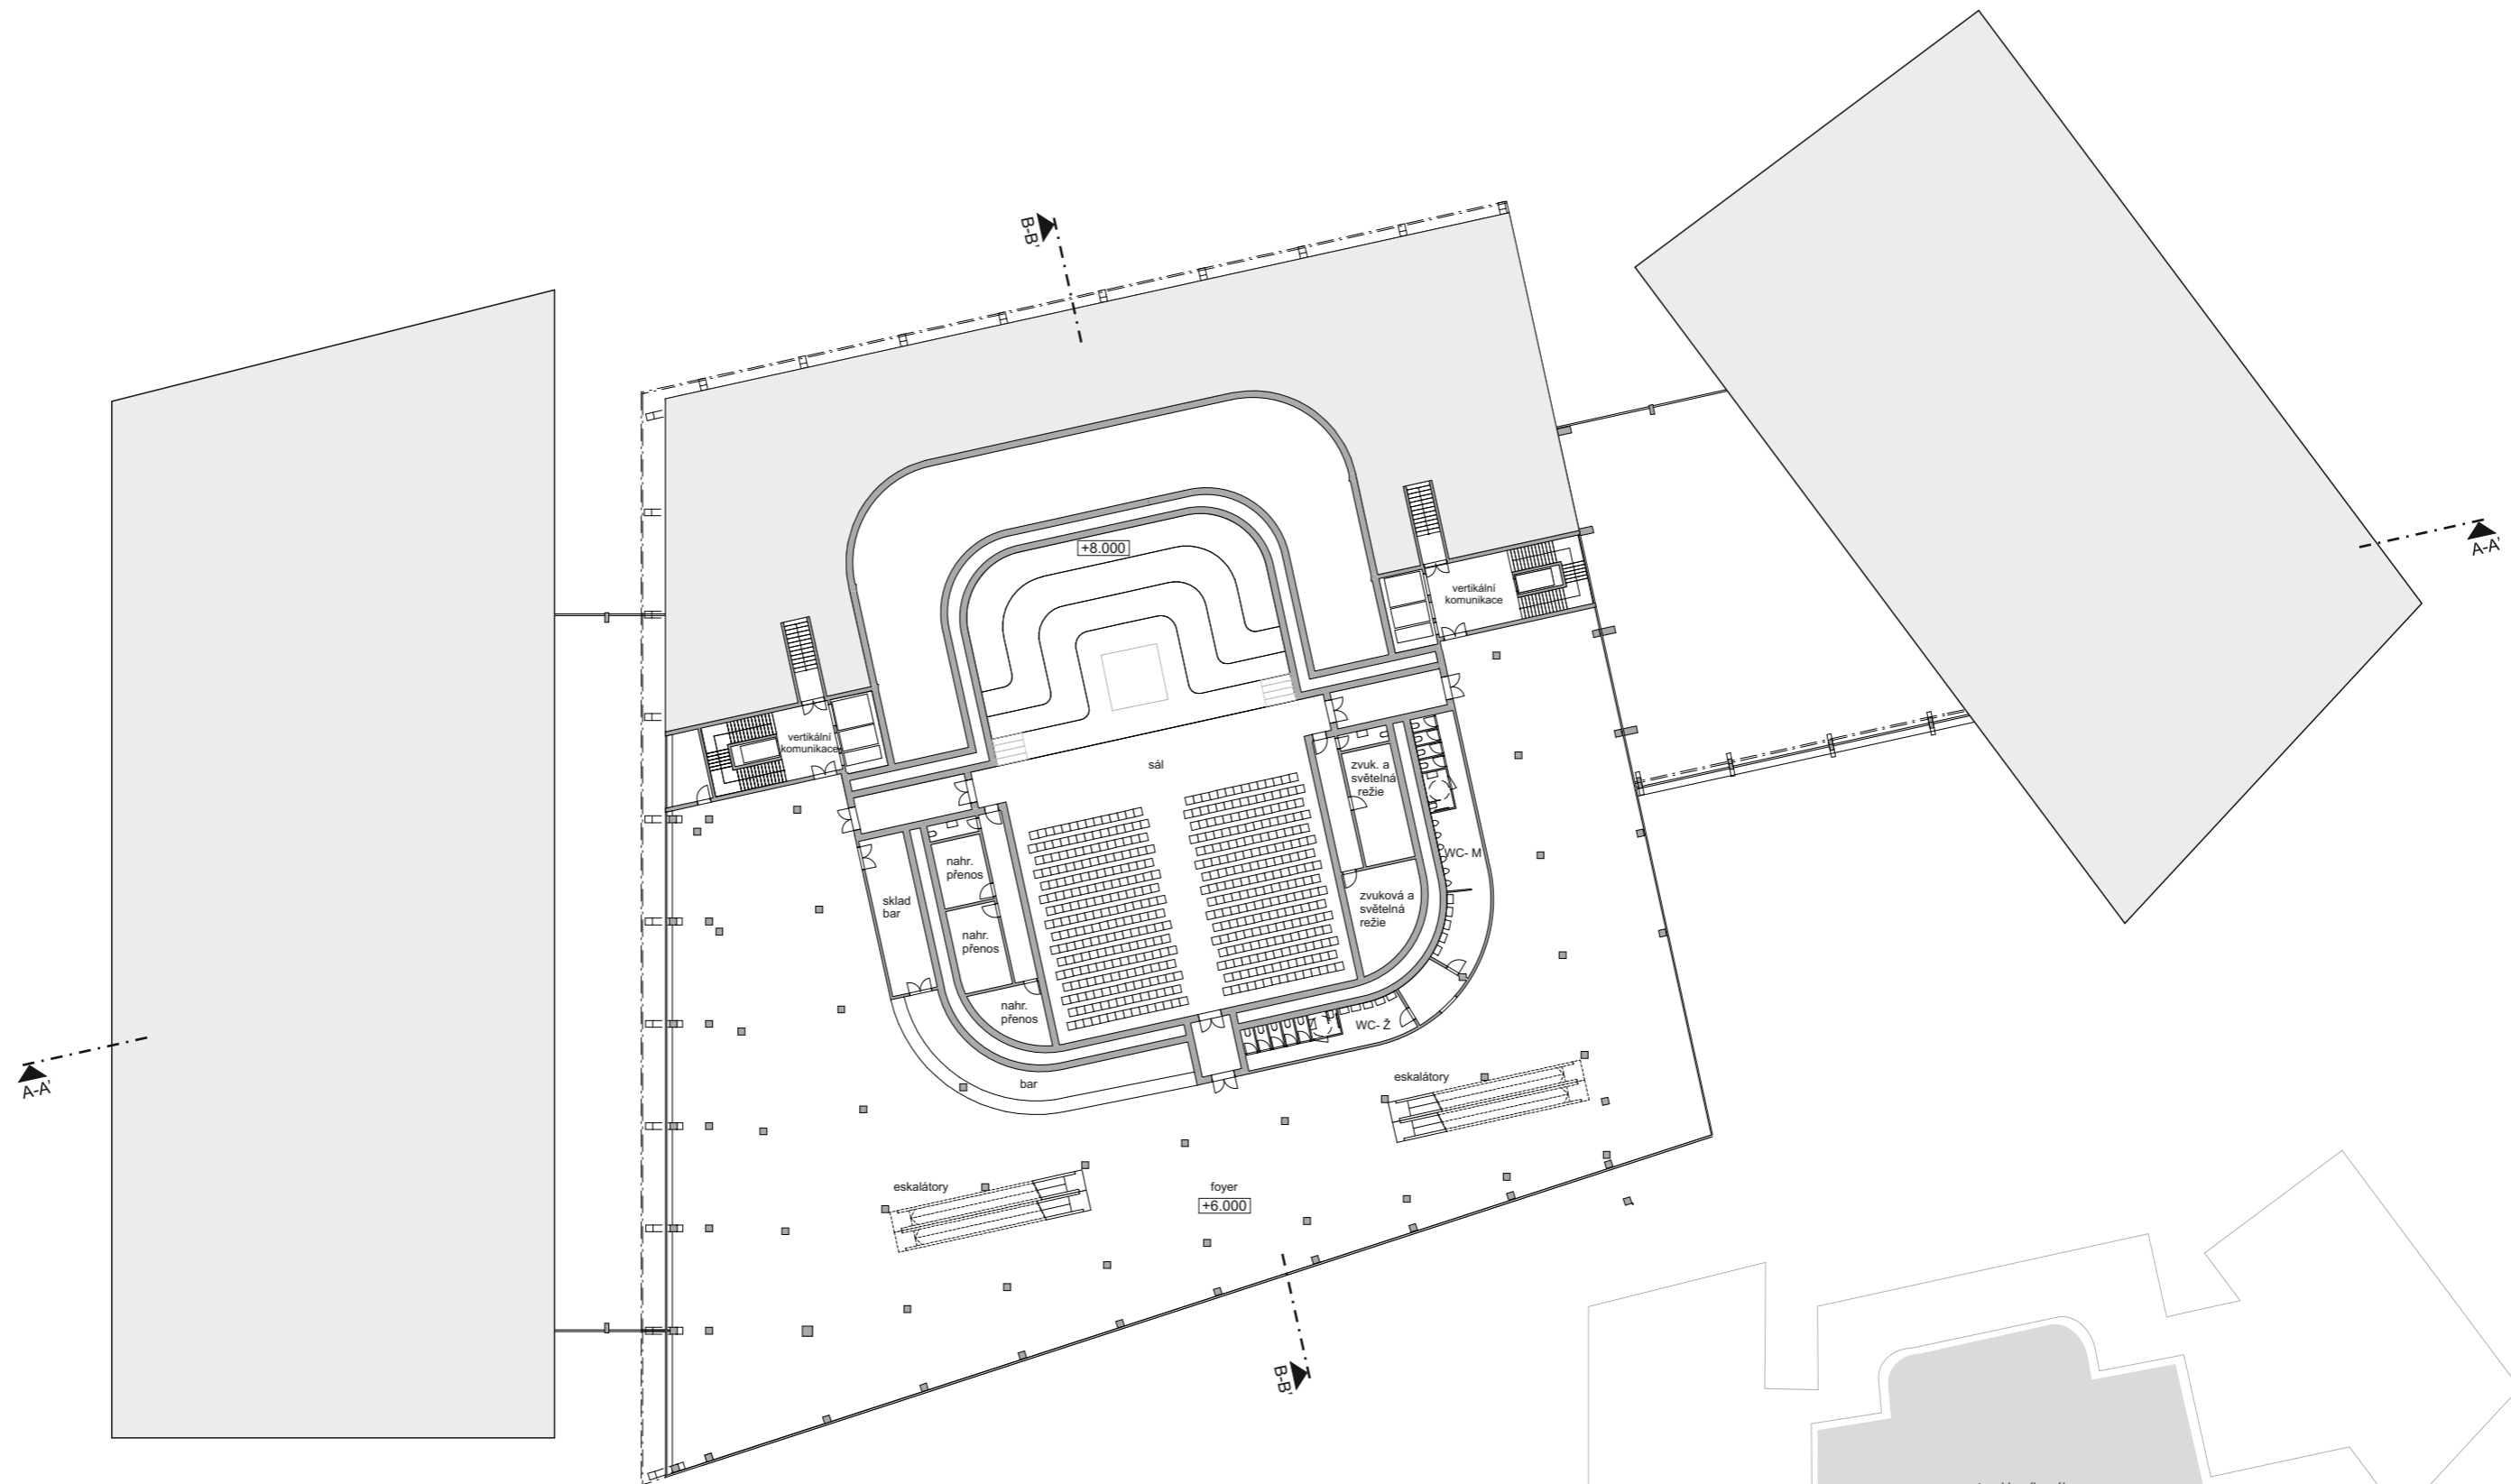 B-B'
+8.000
A-A'
vertikální
komunikace
vertikální
komunikace
sál
zvuk. a
světelná
režie
nahr.
přenos
WC- M
sklad
bar
zvuková a
světelná
režie
nahr.
přenos
nahr.
přenos
WC- Ž
bar
A-A'
eskalátory
eskalátory
foyer
+6.000
B-B'